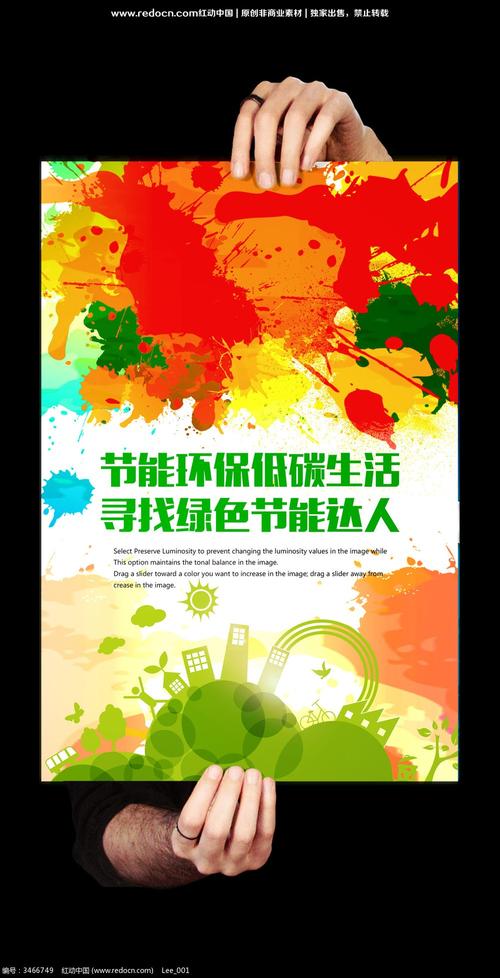 www.redocn.com红动中国 | 原创非商业素材 | 独家出售，禁止转载
节能环保低碳生活
寻找绿色节能达人
Select Preserve Luminosity to prevent changing the luminosity values in the image while
This option maintains the tonal balance in the image.
Drag a slider toward a color you want to increase in the image; drag a slider away from
crease in the image.
编号：3466749 红动中国 (www.redocn.com) Lee_001